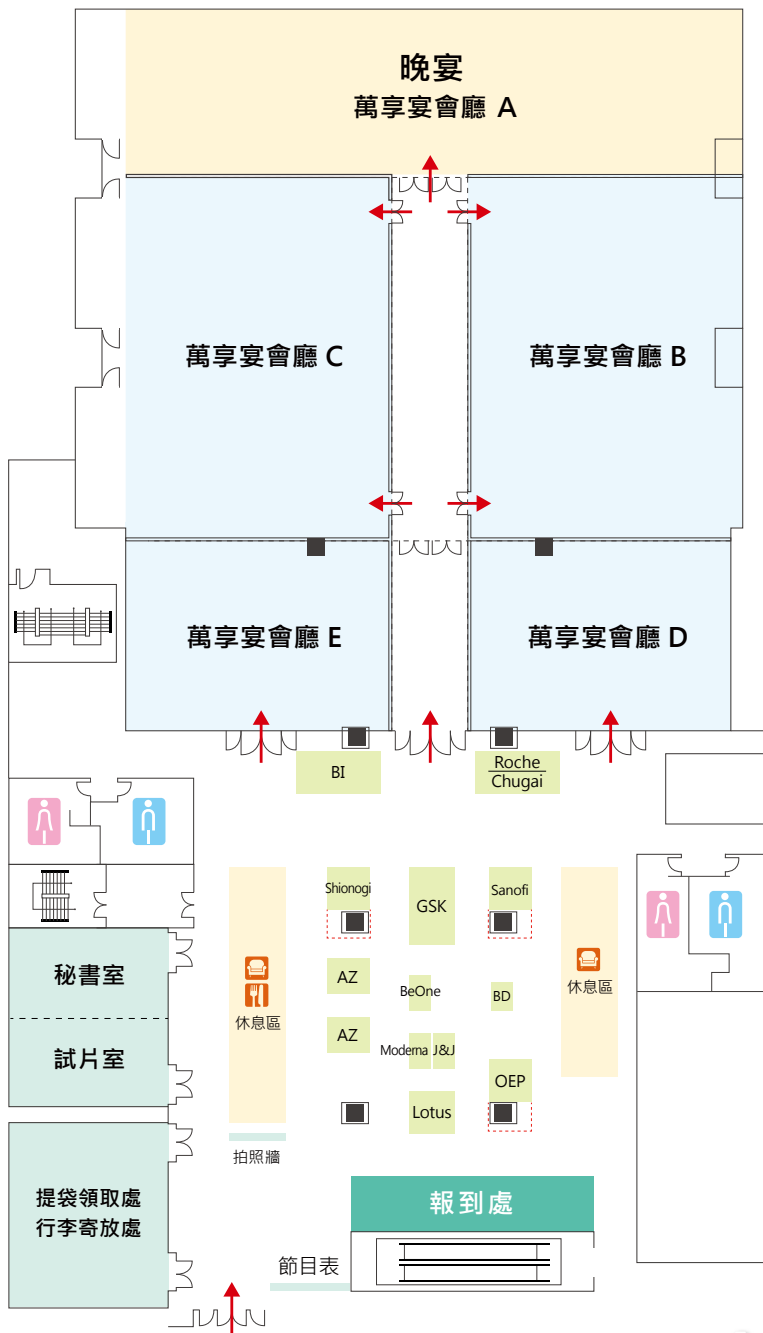 晚宴
萬享宴會廳 A
萬享宴會廳 C
萬享宴會廳 B
萬享宴會廳 E
萬享宴會廳 D
BI
Roche
Chugai
Shionogi
GSK
Sanofi
秘書室
AZ
BeOne
BD
休息區
休息區
試片室
AZ
Moderna
J&J
OEP
Lotus
拍照牆
提袋領取處
行李寄放處
報到處
節目表